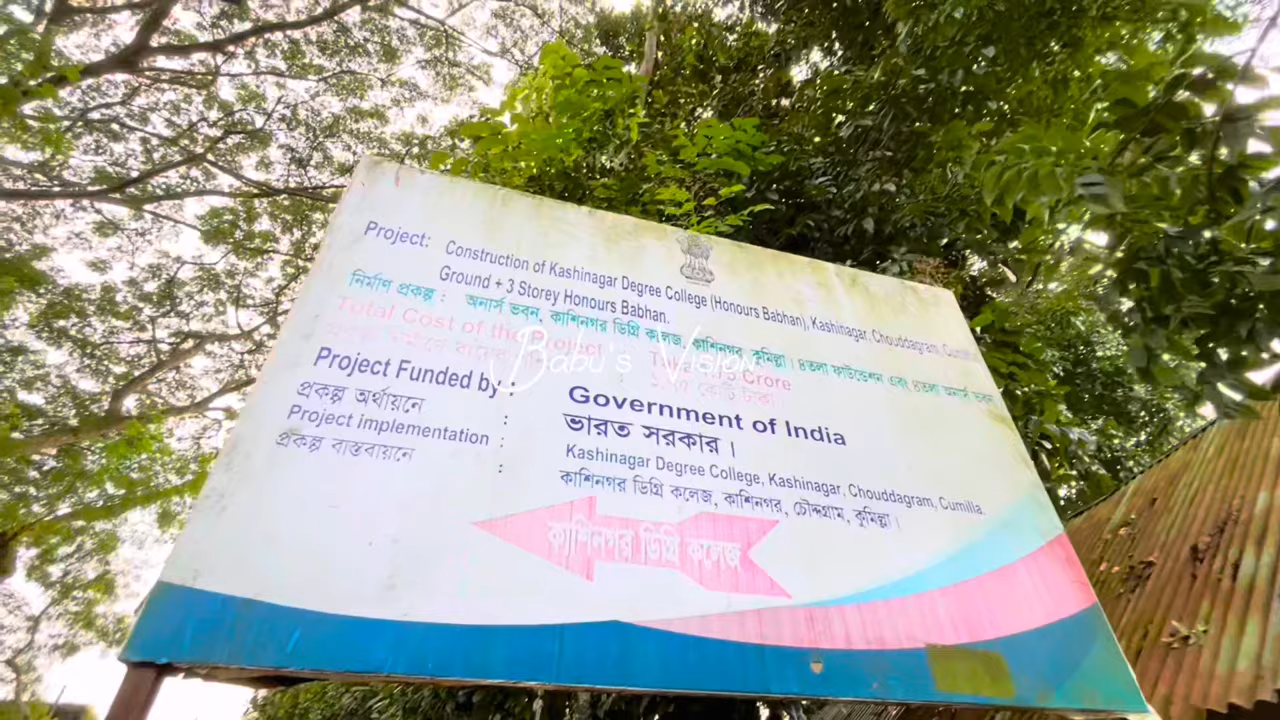 Project: Construction of Kashinagar Degree College (Honours Babhan), Kashinagar, Chouddagram, Cumilla
Ground + 3 Storey Honours Babhan.
নির্মাণ প্রকল্প : অনার্স ভবন, কাশিনগর ডিগ্রি কলেজ, কাশিনগর, কুমিল্লা। ৪তলা ফাউন্ডেশন এবং ৪তলা অনার্স ভবন
Total Cost of the Project : Crore
কোটি টাকা
Project Funded by : Government of India
প্রকল্প অর্থায়নে : ভারত সরকার।
Project implementation : Kashinagar Degree College, Kashinagar, Chouddagram, Cumilla.
প্রকল্প বাস্তবায়নে : কাশিনগর ডিগ্রি কলেজ, কাশিনগর, চৌদ্দগ্রাম, কুমিল্লা।
কাশিনগর ডিগ্রি কলেজ
Babu's Vision